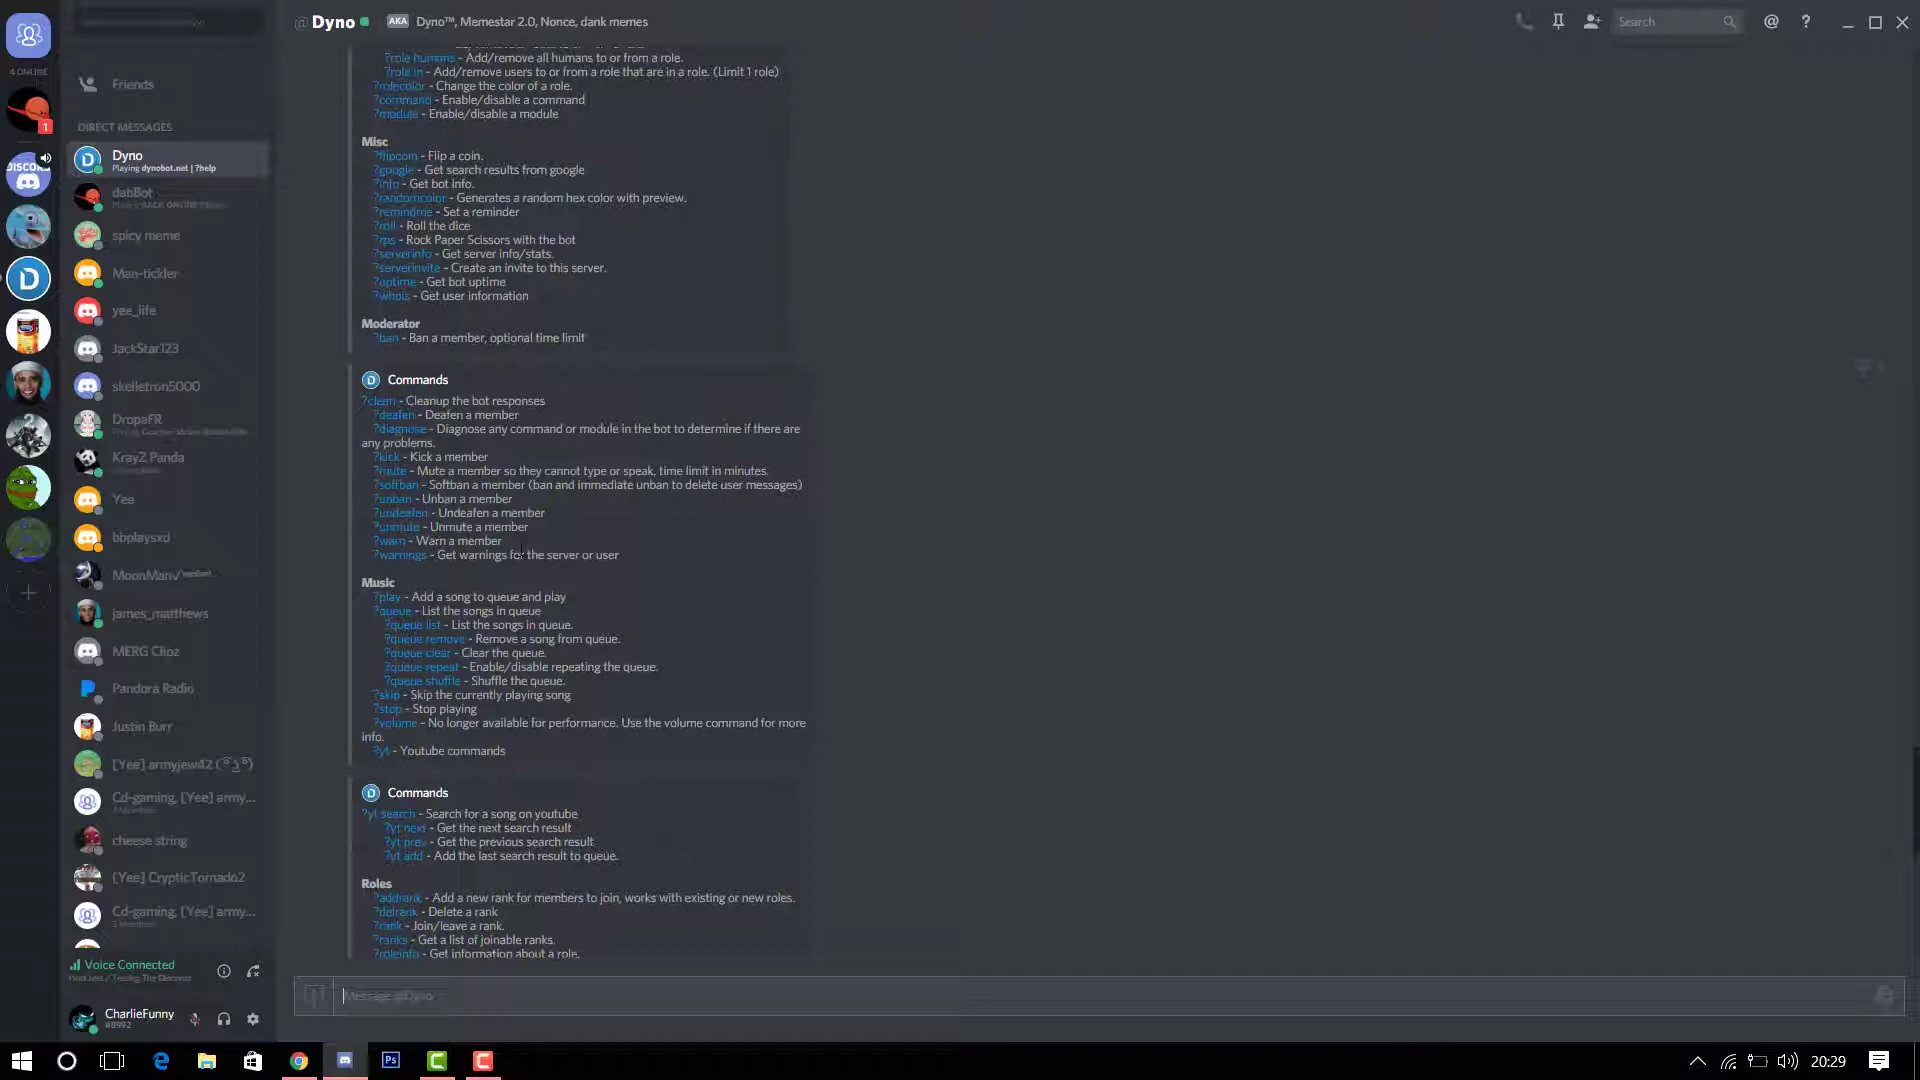 @ Dyno AKA Dyno™, Memestar 2.0, Nonce, dank memes
Search
@ ?
4 ONLINE
1
DISCORD
Friends
DIRECT MESSAGES
Dyno
Playing dynobot.net | ?help
dabBot
spicy meme
Man-tickler
yee_life
JackStar123
skelletron5000
DropaFR
KrayZ Panda
Yee
bbplaysxd
MoonMan√
james_matthews
MERG Clipz
Pandora Radio
Justin Burr
[Yee] armyjew42 ( ͡° ͜ʖ ͡°)
Cd-gaming, [Yee] army...
cheese string
[Yee] CrypticTornado2
Cd-gaming, [Yee] army...
Voice Connected
CharlieFunny
#8992
?role humans - Add/remove all humans to or from a role.
?role in - Add/remove users to or from a role that are in a role. (Limit 1 role)
?rolecolor - Change the color of a role.
?command - Enable/disable a command
?module - Enable/disable a module
Misc
?flipcoin - Flip a coin.
?google - Get search results from google
?info - Get bot info.
?randomcolor - Generates a random hex color with preview.
?remindme - Set a reminder
?roll - Roll the dice
?rps - Rock Paper Scissors with the bot
?serverinfo - Get server info/stats.
?serverinvite - Create an invite to this server.
?uptime - Get bot uptime
?whois - Get user information
Moderator
?ban - Ban a member, optional time limit
Commands
?clean - Cleanup the bot responses
?deafen - Deafen a member
?diagnose - Diagnose any command or module in the bot to determine if there are
any problems.
?kick - Kick a member
?mute - Mute a member so they cannot type or speak, time limit in minutes.
?softban - Softban a member (ban and immediate unban to delete user messages)
?unban - Unban a member
?undeafen - Undeafen a member
?unmute - Unmute a member
?warn - Warn a member
?warnings - Get warnings for the server or user
Music
?play - Add a song to queue and play
?queue - List the songs in queue
?queue list - List the songs in queue.
?queue remove - Remove a song from queue.
?queue clear - Clear the queue.
?queue repeat - Enable/disable repeating the queue.
?queue shuffle - Shuffle the queue.
?skip - Skip the currently playing song
?stop - Stop playing
?volume - No longer available for performance. Use the volume command for more
info.
?yt - Youtube commands
Commands
?yt search - Search for a song on youtube
?yt next - Get the next search result
?yt prev - Get the previous search result
?yt add - Add the last search result to queue.
Roles
?addrank - Add a new rank for members to join, works with existing or new roles.
?delrank - Delete a rank
?rank - Join/leave a rank.
?ranks - Get a list of joinable ranks.
?roleinfo - Get information about a role.
Message @Dyno
Ps
20:29